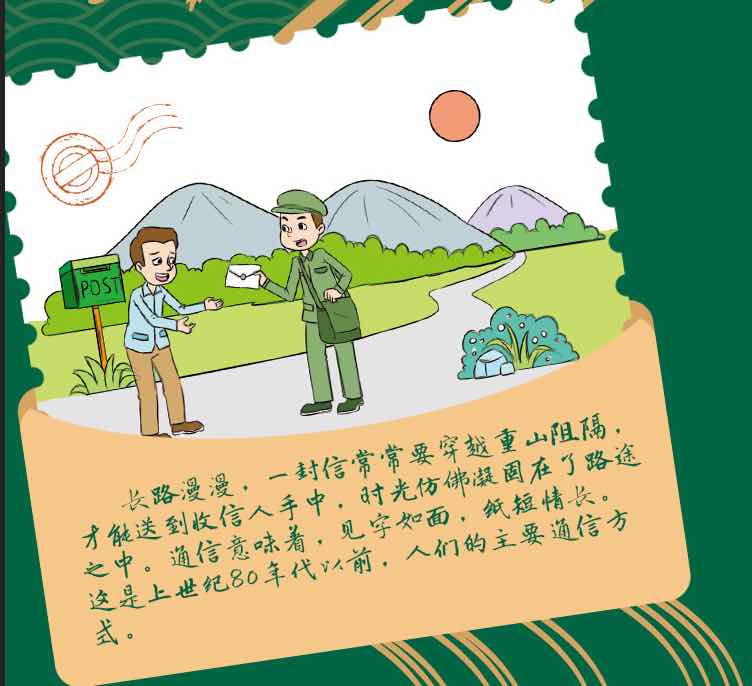 POST
长路漫漫，一封信常常要穿越重山阻隔，
才能送到收信人手中，时光仿佛凝固在了路途
之中。通信意味着，见字如面，纸短情长。
这是上世纪80年代以前，人们的主要通信方
式。